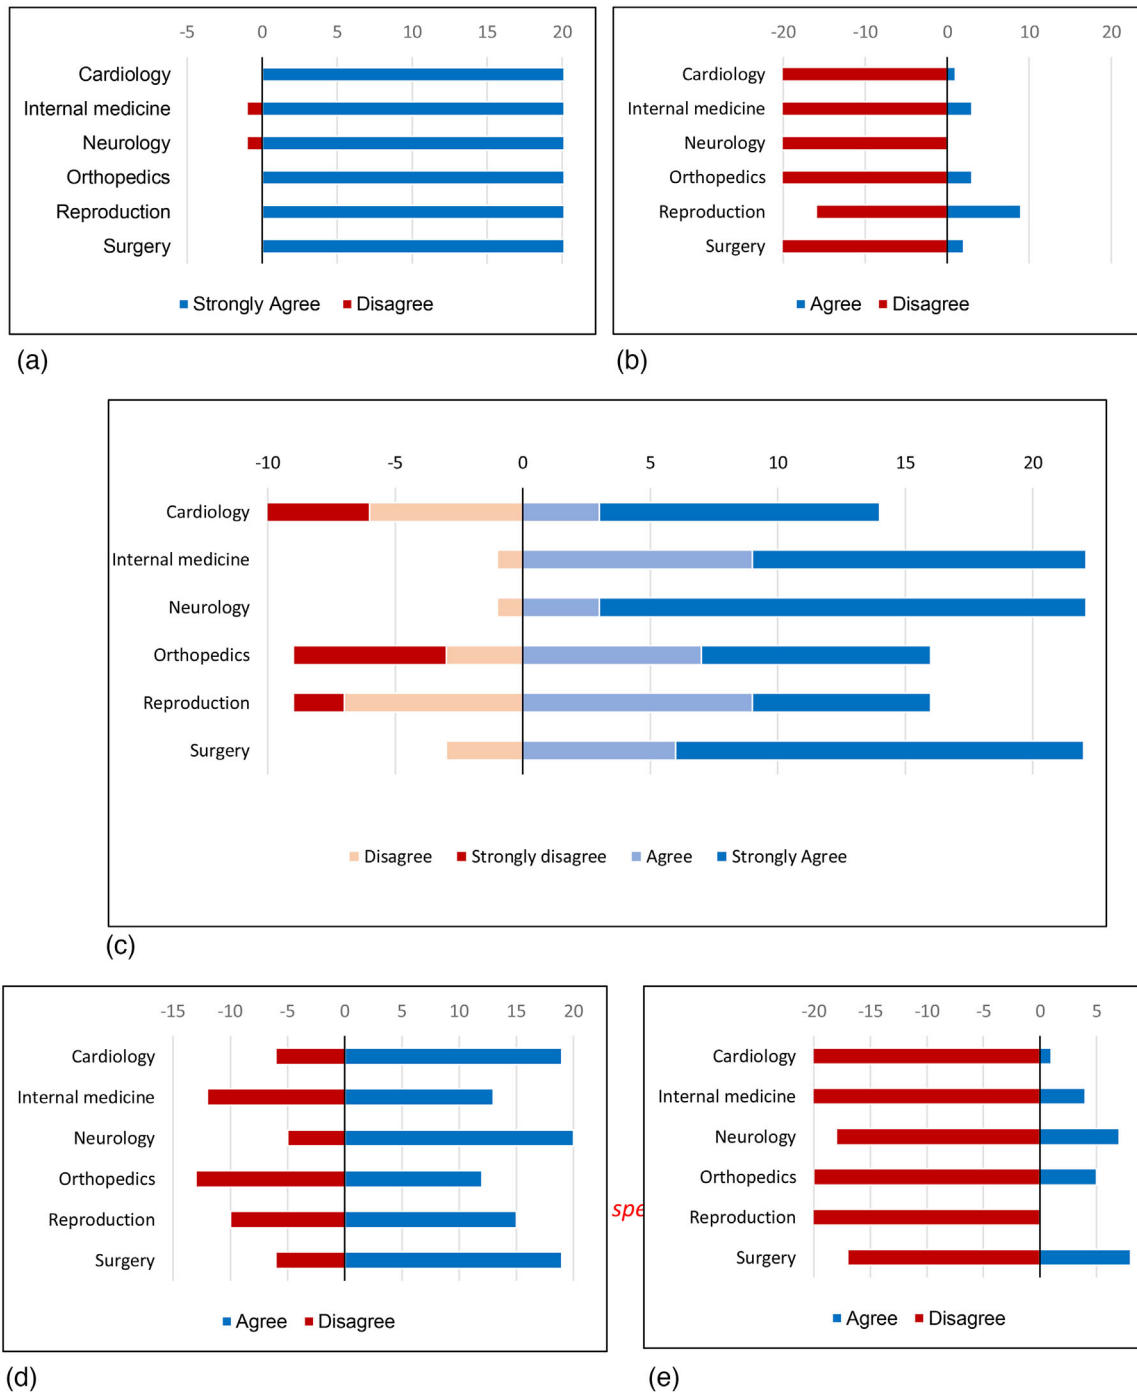 -5 0 5 10 15 20
Cardiology
Internal medicine
Neurology
Orthopedics
Reproduction
Surgery
Strongly Agree Disagree
(a)
-20 -10 0 10 20
Cardiology
Internal medicine
Neurology
Orthopedics
Reproduction
Surgery
Agree Disagree
(b)
-10 -5 0 5 10 15 20
Cardiology
Internal medicine
Neurology
Orthopedics
Reproduction
Surgery
Disagree Strongly disagree Agree Strongly Agree
(c)
-15 -10 -5 0 5 10 15 20
Cardiology
Internal medicine
Neurology
Orthopedics
Reproduction
Surgery
Agree Disagree
(d)
spe
-20 -15 -10 -5 0 5
Cardiology
Internal medicine
Neurology
Orthopedics
Reproduction
Surgery
Agree Disagree
(e)